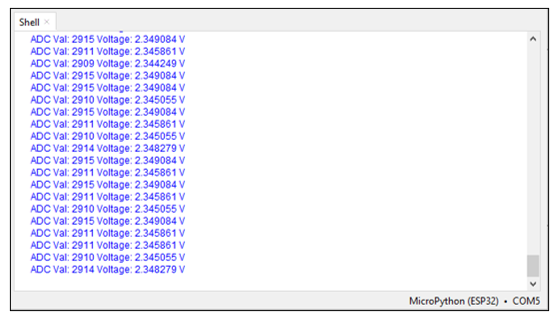 Shell ×
ADC Val: 2915 Voltage: 2.349084 V
ADC Val: 2911 Voltage: 2.345861 V
ADC Val: 2909 Voltage: 2.344249 V
ADC Val: 2915 Voltage: 2.349084 V
ADC Val: 2915 Voltage: 2.349084 V
ADC Val: 2910 Voltage: 2.345055 V
ADC Val: 2915 Voltage: 2.349084 V
ADC Val: 2911 Voltage: 2.345861 V
ADC Val: 2910 Voltage: 2.345055 V
ADC Val: 2914 Voltage: 2.348279 V
ADC Val: 2915 Voltage: 2.349084 V
ADC Val: 2911 Voltage: 2.345861 V
ADC Val: 2915 Voltage: 2.349084 V
ADC Val: 2911 Voltage: 2.345861 V
ADC Val: 2910 Voltage: 2.345055 V
ADC Val: 2915 Voltage: 2.349084 V
ADC Val: 2911 Voltage: 2.345861 V
ADC Val: 2911 Voltage: 2.345861 V
ADC Val: 2910 Voltage: 2.345055 V
ADC Val: 2914 Voltage: 2.348279 V
MicroPython (ESP32) • COM5